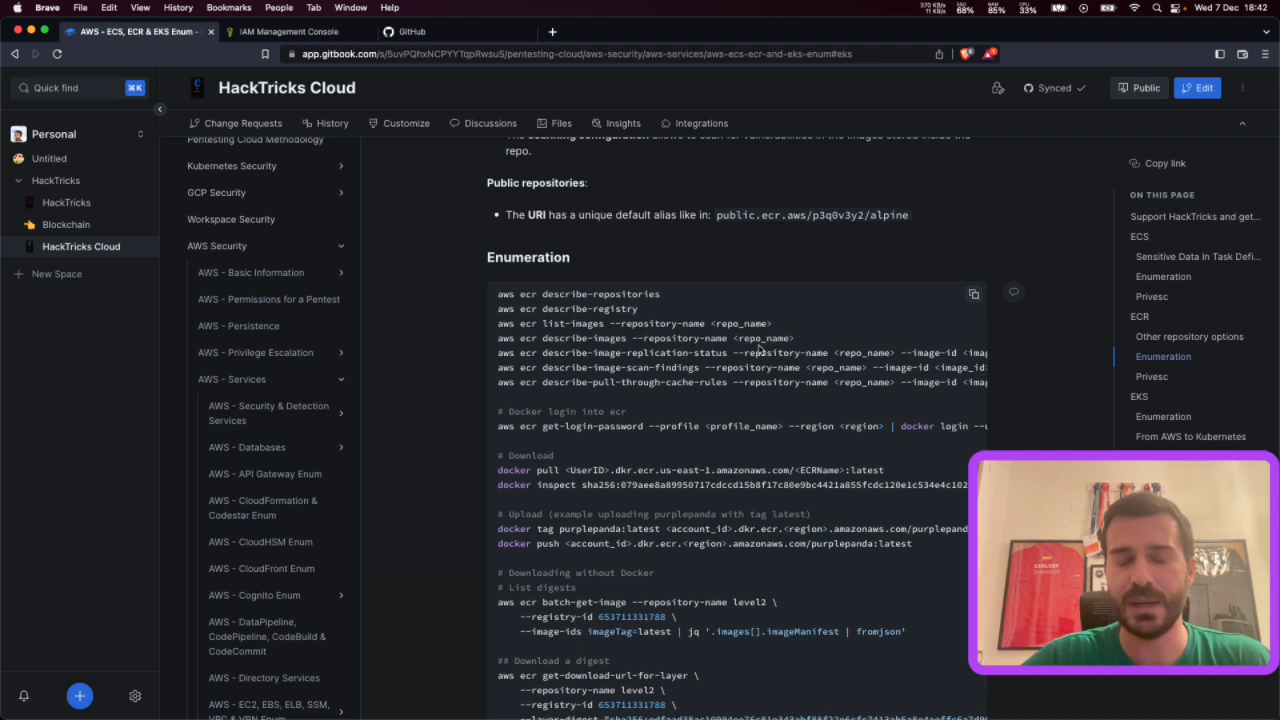 Brave File Edit View History Bookmarks People Tab Window Help
370 KB/s
11 KB/s
SSD
68%
RAM
85%
CPU
33%
Wed 7 Dec 18:42
AWS - ECS, ECR & EKS Enum -
IAM Management Console
GitHub
app.gitbook.com/s/5uvPQhxNCPYYTqpRwsuS/pentesting-cloud/aws-security/aws-services/aws-ecs-ecr-and-eks-enum#eks
Quick find
⌘K
HackTricks Cloud
Synced
Public
Edit
Change Requests
History
Customize
Discussions
Files
Insights
Integrations
Personal
Untitled
HackTricks
HackTricks
Blockchain
HackTricks Cloud
New Space
Pentesting Cloud Methodology
Kubernetes Security
GCP Security
Workspace Security
AWS Security
AWS - Basic Information
AWS - Permissions for a Pentest
AWS - Persistence
AWS - Privilege Escalation
AWS - Services
AWS - Security & Detection
Services
AWS - Databases
AWS - API Gateway Enum
AWS - CloudFormation &
Codestar Enum
AWS - CloudHSM Enum
AWS - CloudFront Enum
AWS - Cognito Enum
AWS - DataPipeline,
CodePipeline, CodeBuild &
CodeCommit
AWS - Directory Services
AWS - EC2, EBS, ELB, SSM,
VPC & VPN Enum
repo.
Public repositories:
• The URI has a unique default alias like in: public.ecr.aws/p3q0v3y2/alpine
Enumeration
aws ecr describe-repositories
aws ecr describe-registry
aws ecr list-images --repository-name <repo_name>
aws ecr describe-images --repository-name <repo_name>
aws ecr describe-image-replication-status --repository-name <repo_name> --image-id <imag
aws ecr describe-image-scan-findings --repository-name <repo_name> --image-id <image_id>
aws ecr describe-pull-through-cache-rules --repository-name <repo_name> --image-id <imag
# Docker login into ecr
aws ecr get-login-password --profile <profile_name> --region <region> | docker login --u
# Download
docker pull <UserID>.dkr.ecr.us-east-1.amazonaws.com/<ECRName>:latest
docker inspect sha256:079aee8a89950717cdccd15b8f17c80e9bc4421a855fcdc120e1c534e4c102
# Upload (example uploading purplepanda with tag latest)
docker tag purplepanda:latest <account_id>.dkr.ecr.<region>.amazonaws.com/purplepand
docker push <account_id>.dkr.ecr.<region>.amazonaws.com/purplepanda:latest
# Downloading without Docker
# List digests
aws ecr batch-get-image --repository-name level2 \
--registry-id 653711331788 \
--image-ids imageTag=latest | jq '.images[].imageManifest | fromjson'
## Download a digest
aws ecr get-download-url-for-layer \
--repository-name level2 \
--registry-id 653711331788 \
Copy link
ON THIS PAGE
Support HackTricks and get...
ECS
Sensitive Data In Task Defi...
Enumeration
Privesc
ECR
Other repository options
Enumeration
Privesc
EKS
Enumeration
From AWS to Kubernetes